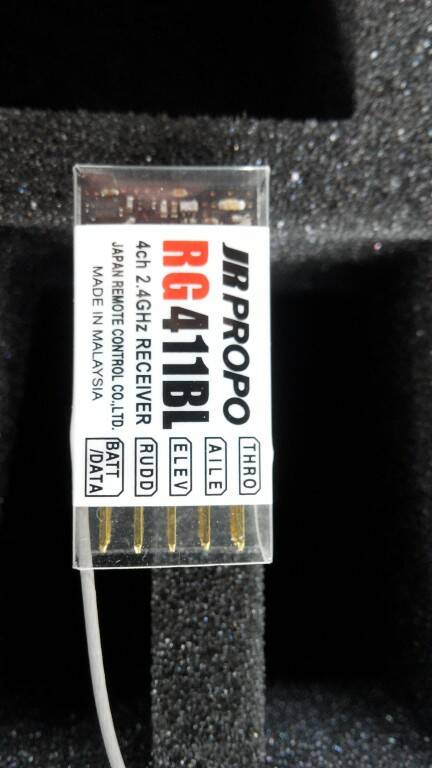 JR PROPO
RG411BL
4ch 2.4GHz RECEIVER
JAPAN REMOTE CONTROL CO.,LTD.
MADE IN MALAYSIA
THRO
AILE
ELEV
RUDD
BATT
/DATA